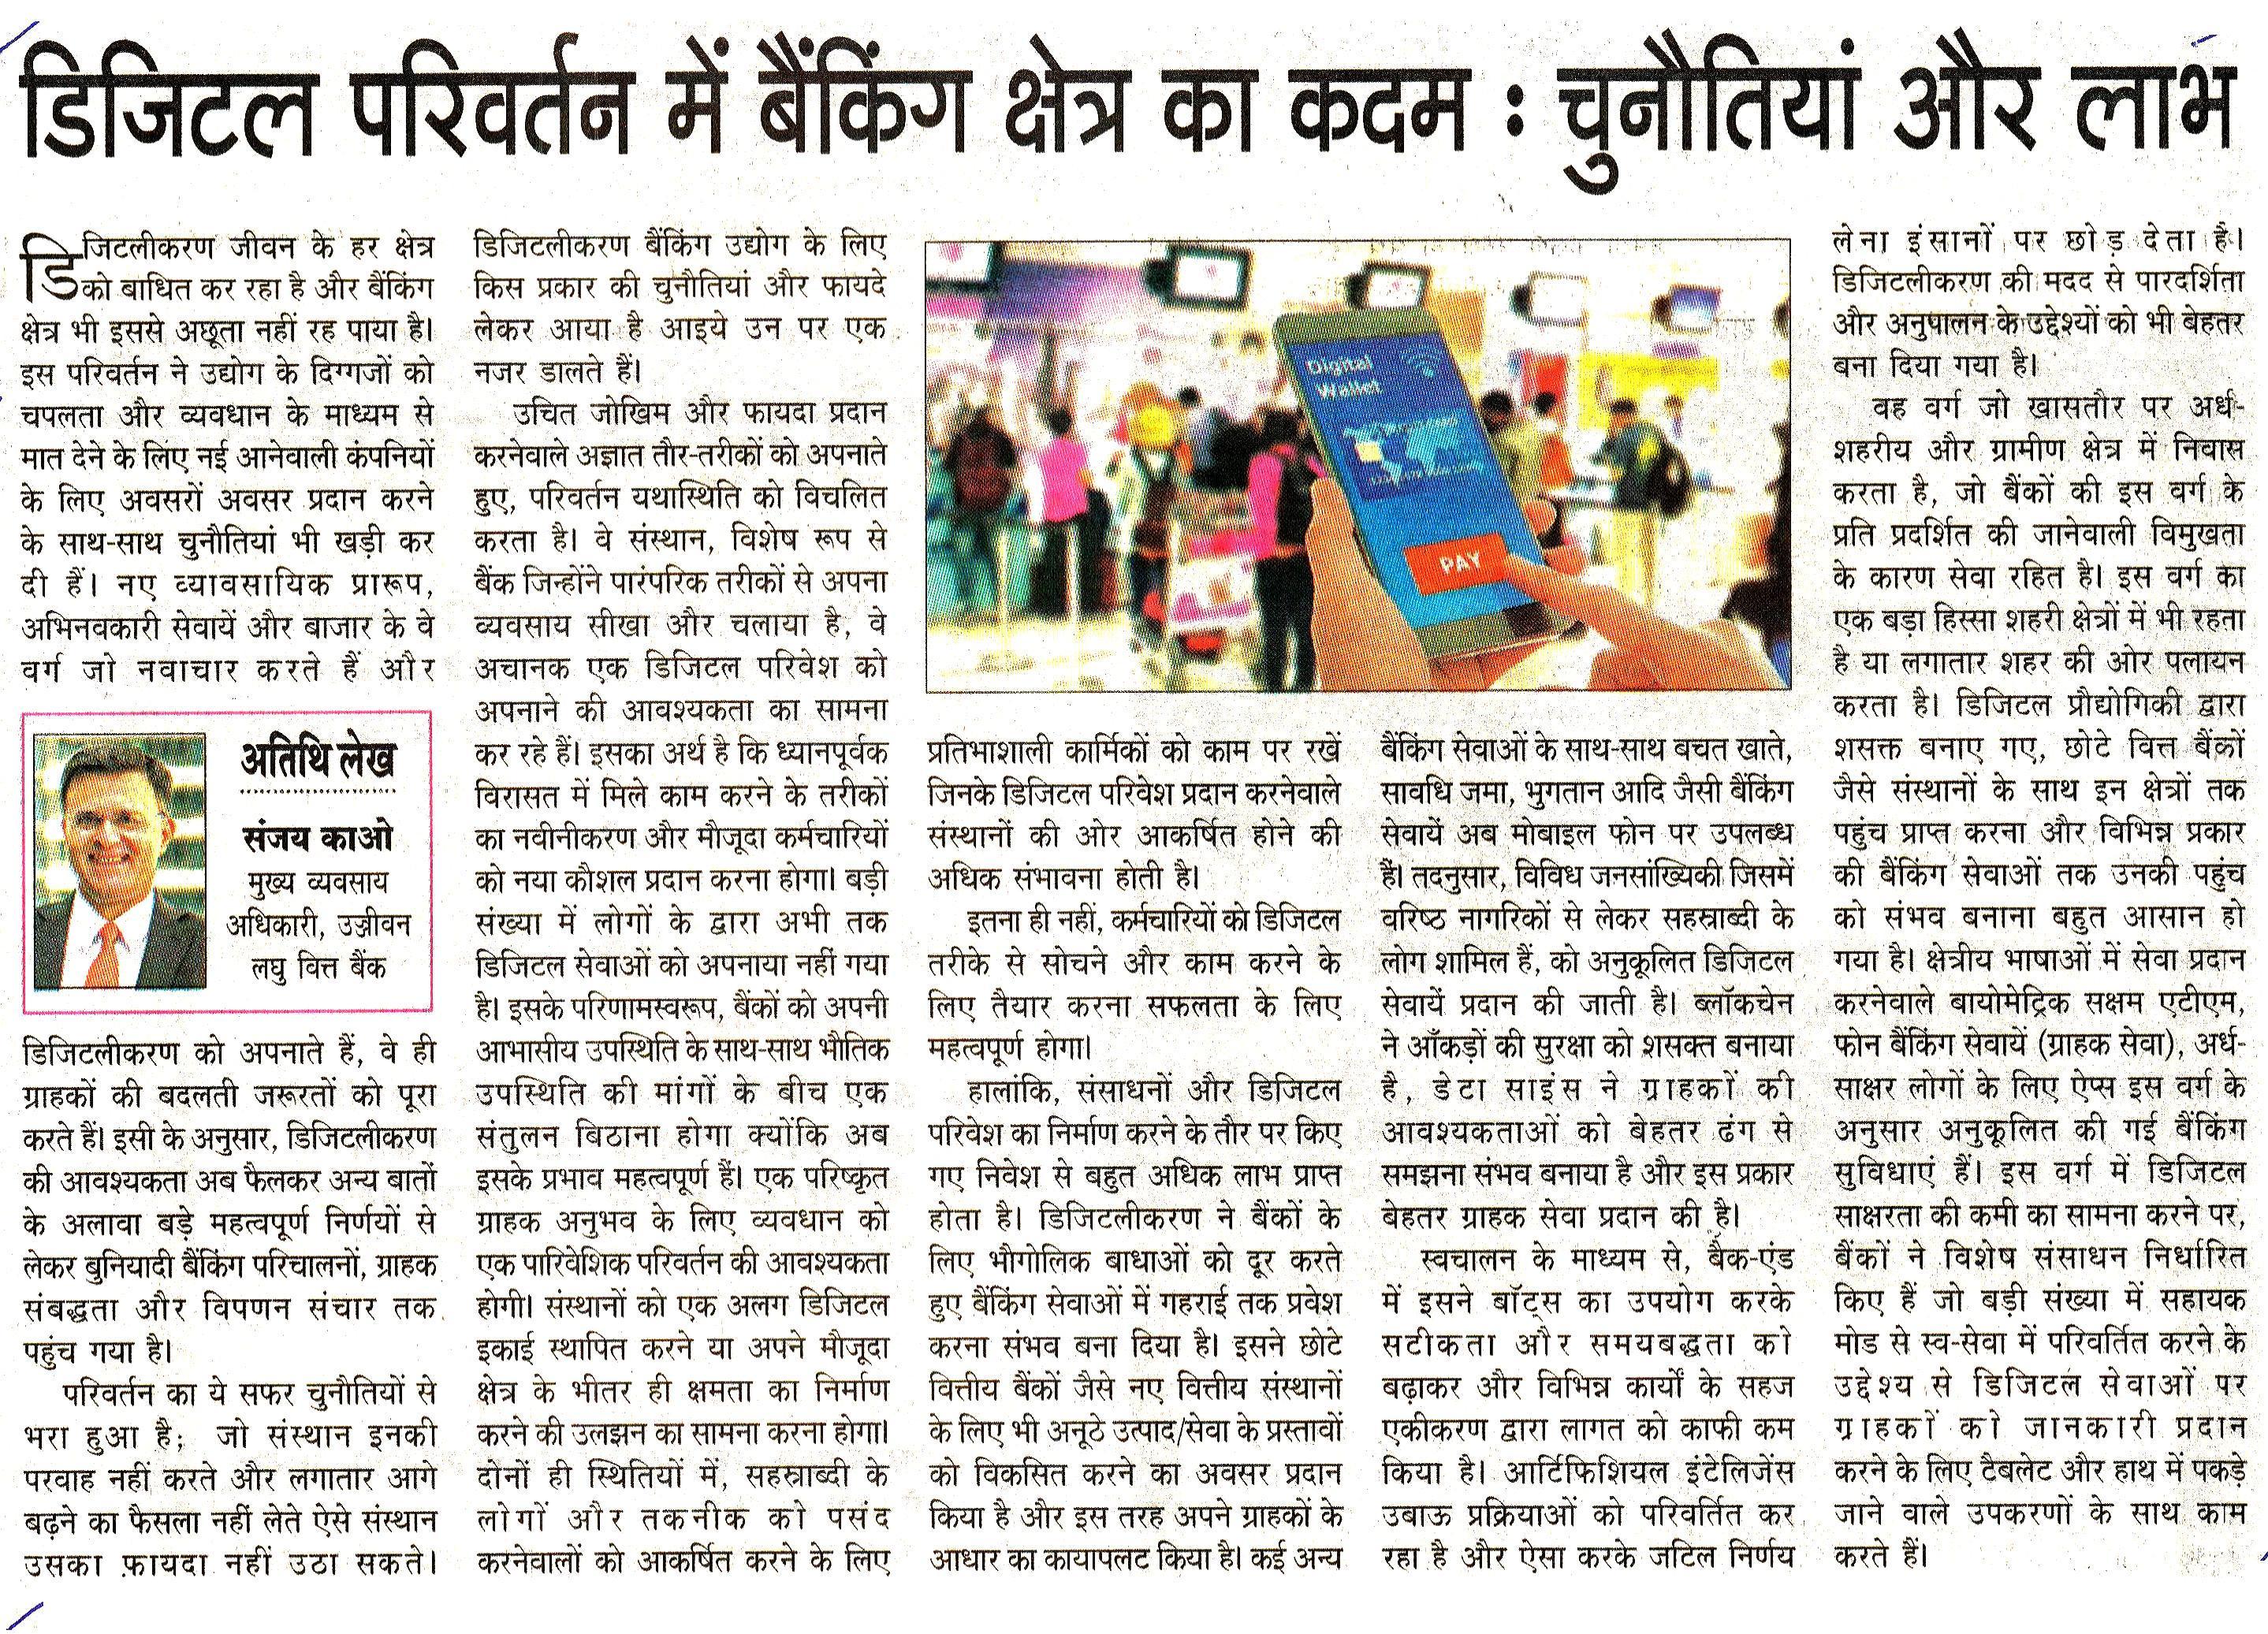 डिजिटल परिवर्तन में बैंकिंग क्षेत्र का कदम : चुनौतियां और लाभ
डिजिटलीकरण जीवन के हर क्षेत्र
को बाधित कर रहा है और बैंकिंग
क्षेत्र भी इससे अछूता नहीं रह पाया है।
इस परिवर्तन ने उद्योग के दिग्गजों को
चपलता और व्यवधान के माध्यम से
मात देने के लिए नई आनेवाली कंपनियों
के लिए अवसरों अवसर प्रदान करने
के साथ-साथ चुनौतियां भी खड़ी कर
दी हैं। नए व्यावसायिक प्रारूप,
अभिनवकारी सेवायें और बाजार के वे
वर्ग जो नवाचार करते हैं और
अतिथि लेख
संजय काओ
मुख्य व्यवसाय
अधिकारी, उज्जीवन
लघु वित्त बैंक
डिजिटलीकरण को अपनाते हैं, वे ही
ग्राहकों की बदलती जरूरतों को पूरा
करते हैं। इसी के अनुसार, डिजिटलीकरण
की आवश्यकता अब फैलकर अन्य बातों
के अलावा बड़े महत्वपूर्ण निर्णयों से
लेकर बुनियादी बैंकिंग परिचालनों, ग्राहक
संबद्धता और विपणन संचार तक
पहुंच गया है।
परिवर्तन का ये सफर चुनौतियों से
भरा हुआ है; जो संस्थान इनकी
परवाह नहीं करते और लगातार आगे
बढ़ने का फैसला नहीं लेते ऐसे संस्थान
उसका फ़ायदा नहीं उठा सकते।
डिजिटलीकरण बैंकिंग उद्योग के लिए
किस प्रकार की चुनौतियां और फायदे
लेकर आया है आइये उन पर एक
नजर डालते हैं।
उचित जोखिम और फायदा प्रदान
करनेवाले अज्ञात तौर-तरीकों को अपनाते
हुए, परिवर्तन यथास्थिति को विचलित
करता है। वे संस्थान, विशेष रूप से
बैंक जिन्होंने पारंपरिक तरीकों से अपना
व्यवसाय सीखा और चलाया है, वे
अचानक एक डिजिटल परिवेश को
अपनाने की आवश्यकता का सामना
कर रहे हैं। इसका अर्थ है कि ध्यानपूर्वक
विरासत में मिले काम करने के तरीकों
का नवीनीकरण और मौजूदा कर्मचारियों
को नया कौशल प्रदान करना होगा। बड़ी
संख्या में लोगों के द्वारा अभी तक
डिजिटल सेवाओं को अपनाया नहीं गया
है। इसके परिणामस्वरूप, बैंकों को अपनी
आभासीय उपस्थिति के साथ-साथ भौतिक
उपस्थिति की मांगों के बीच एक
संतुलन बिठाना होगा क्योंकि अब
इसके प्रभाव महत्वपूर्ण हैं। एक परिष्कृत
ग्राहक अनुभव के लिए व्यवधान को
एक पारिवेशिक परिवर्तन की आवश्यकता
होगी। संस्थानों को एक अलग डिजिटल
इकाई स्थापित करने या अपने मौजूदा
क्षेत्र के भीतर ही क्षमता का निर्माण
करने की उलझन का सामना करना होगा।
दोनों ही स्थितियों में, सहस्राब्दी के
लोगों और तकनीक को पसंद
करनेवालों को आकर्षित करने के लिए
Digital
Wallet
PAY
प्रतिभाशाली कार्मिकों को काम पर रखें
जिनके डिजिटल परिवेश प्रदान करनेवाले
संस्थानों की ओर आकर्षित होने की
अधिक संभावना होती है।
इतना ही नहीं, कर्मचारियों को डिजिटल
तरीके से सोचने और काम करने के
लिए तैयार करना सफलता के लिए
महत्वपूर्ण होगा।
हालांकि, संसाधनों और डिजिटल
परिवेश का निर्माण करने के तौर पर किए
गए निवेश से बहुत अधिक लाभ प्राप्त
होता है। डिजिटलीकरण ने बैंकों के
लिए भौगोलिक बाधाओं को दूर करते
हुए बैंकिंग सेवाओं में गहराई तक प्रवेश
करना संभव बना दिया है। इसने छोटे
वित्तीय बैंकों जैसे नए वित्तीय संस्थानों
के लिए भी अनूठे उत्पाद/सेवा के प्रस्तावों
को विकसित करने का अवसर प्रदान
किया है और इस तरह अपने ग्राहकों के
आधार का कायापलट किया है। कई अन्य
बैंकिंग सेवाओं के साथ-साथ बचत खाते,
सावधि जमा, भुगतान आदि जैसी बैंकिंग
सेवायें अब मोबाइल फोन पर उपलब्ध
हैं। तदनुसार, विविध जनसांख्यिकी जिसमें
वरिष्ठ नागरिकों से लेकर सहस्राब्दी के
लोग शामिल हैं, को अनुकूलित डिजिटल
सेवायें प्रदान की जाती है। ब्लॉकचेन
ने आँकड़ों की सुरक्षा को शसक्त बनाया
है, डेटा साइंस ने ग्राहकों की
आवश्यकताओं को बेहतर ढंग से
समझना संभव बनाया है और इस प्रकार
बेहतर ग्राहक सेवा प्रदान की है।
स्वचालन के माध्यम से, बैक-एंड
में इसने बॉट्स का उपयोग करके
सटीकता और समयबद्धता को
बढ़ाकर और विभिन्न कार्यों के सहज
एकीकरण द्वारा लागत को काफी कम
किया है। आर्टिफिशियल इंटेलिजेंस
उबाऊ प्रक्रियाओं को परिवर्तित कर
रहा है और ऐसा करके जटिल निर्णय
लेना इंसानों पर छोड़ देता है।
डिजिटलीकरण की मदद से पारदर्शिता
और अनुपालन के उद्देश्यों को भी बेहतर
बना दिया गया है।
वह वर्ग जो खासतौर पर अर्ध-
शहरीय और ग्रामीण क्षेत्र में निवास
करता है, जो बैंकों की इस वर्ग के
प्रति प्रदर्शित की जानेवाली विमुखता
के कारण सेवा रहित है। इस वर्ग का
एक बड़ा हिस्सा शहरी क्षेत्रों में भी रहता
है या लगातार शहर की ओर पलायन
करता है। डिजिटल प्रौद्योगिकी द्वारा
शसक्त बनाए गए, छोटे वित्त बैंकों
जैसे संस्थानों के साथ इन क्षेत्रों तक
पहुंच प्राप्त करना और विभिन्न प्रकार
की बैंकिंग सेवाओं तक उनकी पहुंच
को संभव बनाना बहुत आसान हो
गया है। क्षेत्रीय भाषाओं में सेवा प्रदान
करनेवाले बायोमेट्रिक सक्षम एटीएम,
फोन बैंकिंग सेवायें (ग्राहक सेवा), अर्ध-
साक्षर लोगों के लिए ऐप्स इस वर्ग के
अनुसार अनुकूलित की गई बैंकिंग
सुविधाएं हैं। इस वर्ग में डिजिटल
साक्षरता की कमी का सामना करने पर,
बैंकों ने विशेष संसाधन निर्धारित
किए हैं जो बड़ी संख्या में सहायक
मोड से स्व-सेवा में परिवर्तित करने के
उद्देश्य से डिजिटल सेवाओं पर
ग्राहकों को जानकारी प्रदान
करने के लिए टैबलेट और हाथ में पकड़े
जाने वाले उपकरणों के साथ काम
करते हैं।